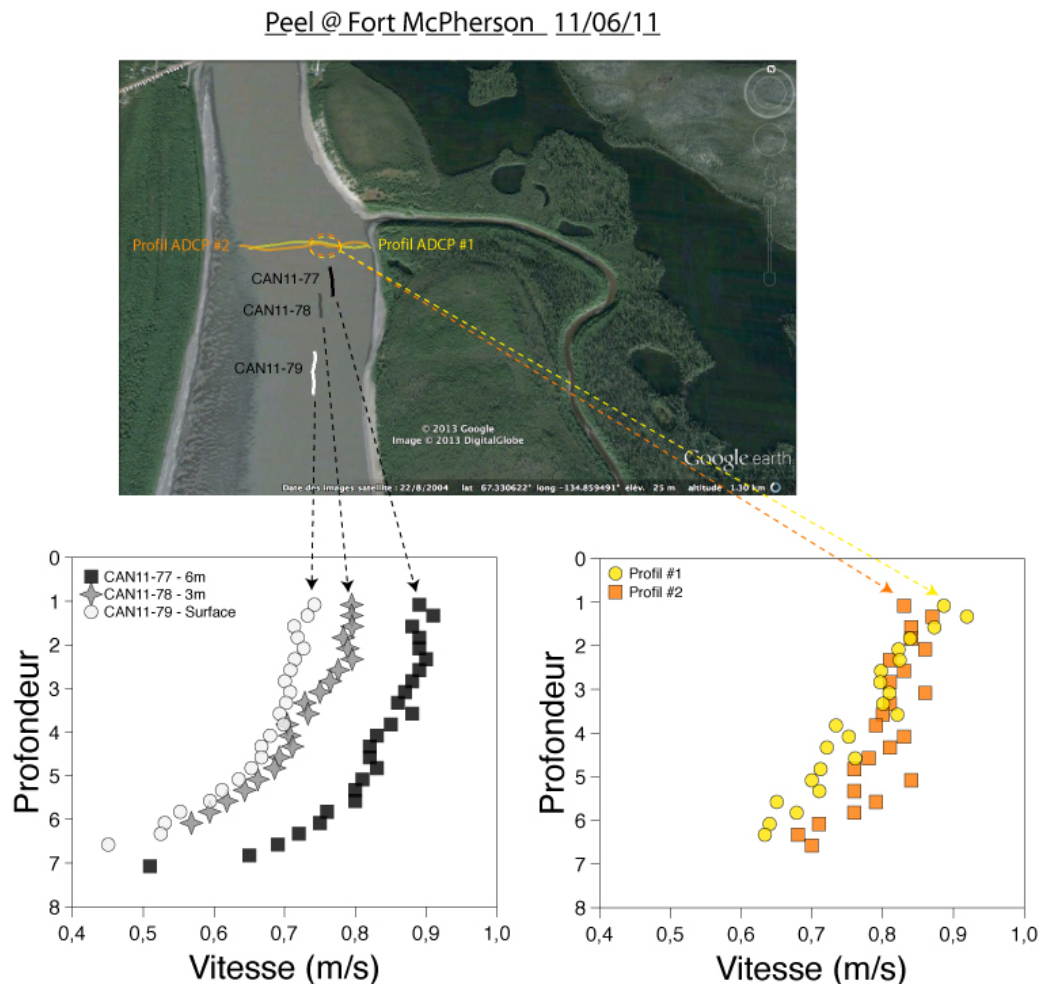 Peel @ Fort McPherson 11/06/11
Profil ADCP #2
Profil ADCP #1
CAN11-77
CAN11-78
CAN11-79
© 2013 Google
Image © 2013 DigitalGlobe
Google earth
Date des images satellite : 22/8/2004 lat 67.330622° long -134.859491° élév. 25 m altitude 1.30 km
0
1
2
3
4
5
6
7
8
Profondeur
CAN11-77 - 6m
CAN11-78 - 3m
CAN11-79 - Surface
0,4 0,5 0,6 0,7 0,8 0,9 1,0
Vitesse (m/s)
0
1
2
3
4
5
6
7
8
Profondeur
Profil #1
Profil #2
0,4 0,5 0,6 0,7 0,8 0,9 1,0
Vitesse (m/s)